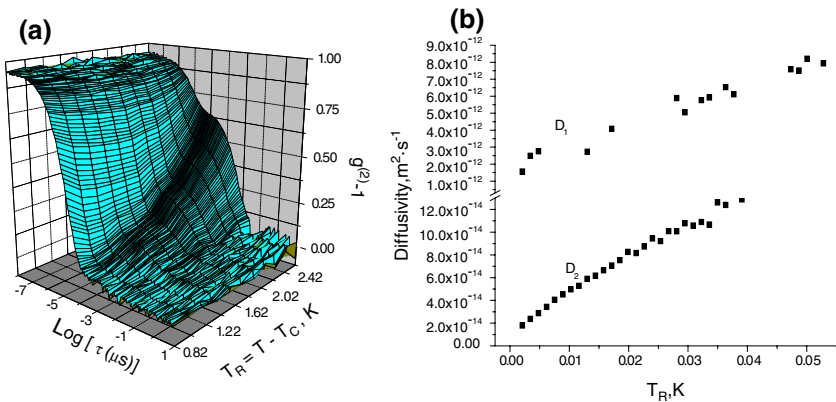 (a)
1.00
0.75
0.50
0.25
0.00
g⁽²⁾-1
-7
-5
-3
-1
1
Log [ τ (μs)]
0.82
1.22
1.62
2.02
2.42
T_R = T - T_C , K
(b)
9.0x10⁻¹²
8.0x10⁻¹²
7.0x10⁻¹²
6.0x10⁻¹²
5.0x10⁻¹²
4.0x10⁻¹²
3.0x10⁻¹²
2.0x10⁻¹²
1.0x10⁻¹²
12.0x10⁻¹⁴
10.0x10⁻¹⁴
8.0x10⁻¹⁴
6.0x10⁻¹⁴
4.0x10⁻¹⁴
2.0x10⁻¹⁴
0.00
Diffusivity,m²·s⁻¹
D₁
D₂
0.00
0.01
0.02
0.03
0.04
0.05
T_R,K